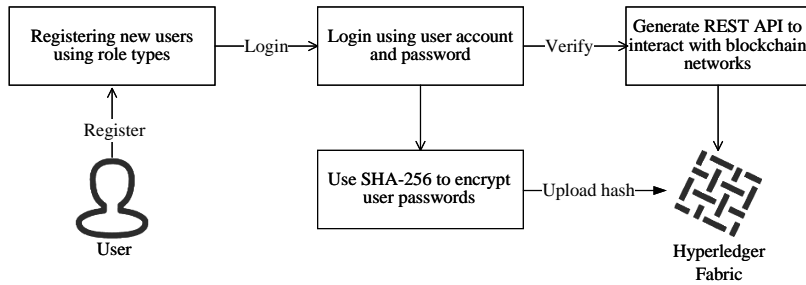 Registering new users
using role types
Login
Login using user account
and password
Verify
Generate REST API to
interact with blockchain
networks
Register
User
Use SHA-256 to encrypt
user passwords
Upload hash
Hyperledger
Fabric